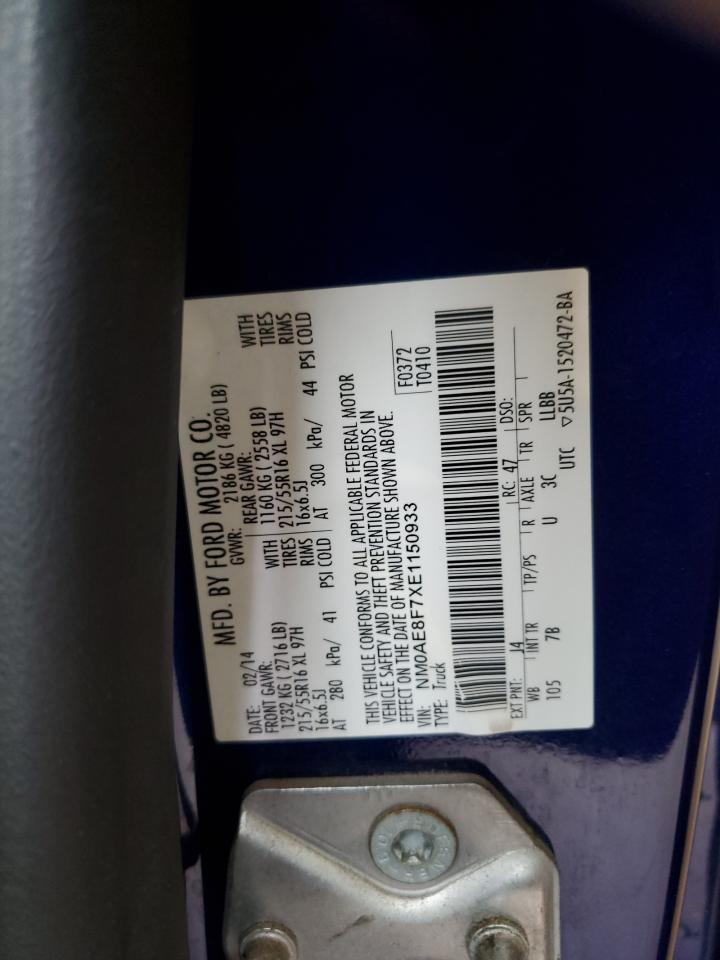 MFD. BY FORD MOTOR CO.
DATE: 02/14 GVWR: 2186 KG ( 4820 LB)
FRONT GAWR: REAR GAWR:
1232 KG ( 2716 LB) WITH 1160 KG ( 2558 LB) WITH
215/55R16 XL 97H TIRES 215/55R16 XL 97H TIRES
16x6.5J RIMS 16x6.5J RIMS
AT 280 kPa/ 41 PSI COLD AT 300 kPa/ 44 PSI COLD
THIS VEHICLE CONFORMS TO ALL APPLICABLE FEDERAL MOTOR
VEHICLE SAFETY AND THEFT PREVENTION STANDARDS IN
EFFECT ON THE DATE OF MANUFACTURE SHOWN ABOVE.
VIN: NM0AE8F7XE1150933 F0372
TYPE: Truck T0410
EXT PNT: 14 RC: 47 DSO:
WB INT TR TP/PS R AXLE TR SPR
105 7B U 3C LLBB
UTC ▽5U5A-1520472-BA